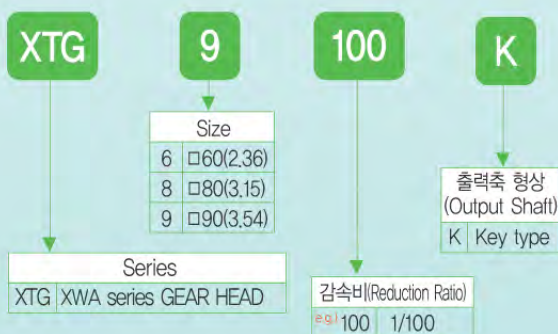 XTG 9 100 K
Size
6 □60(2.36)
8 □80(3.15)
9 □90(3.54)
출력축 형상
(Output Shaft)
K Key type
Series
XTG XWA series GEAR HEAD
감속비(Reduction Ratio)
e.g.) 100 1/100